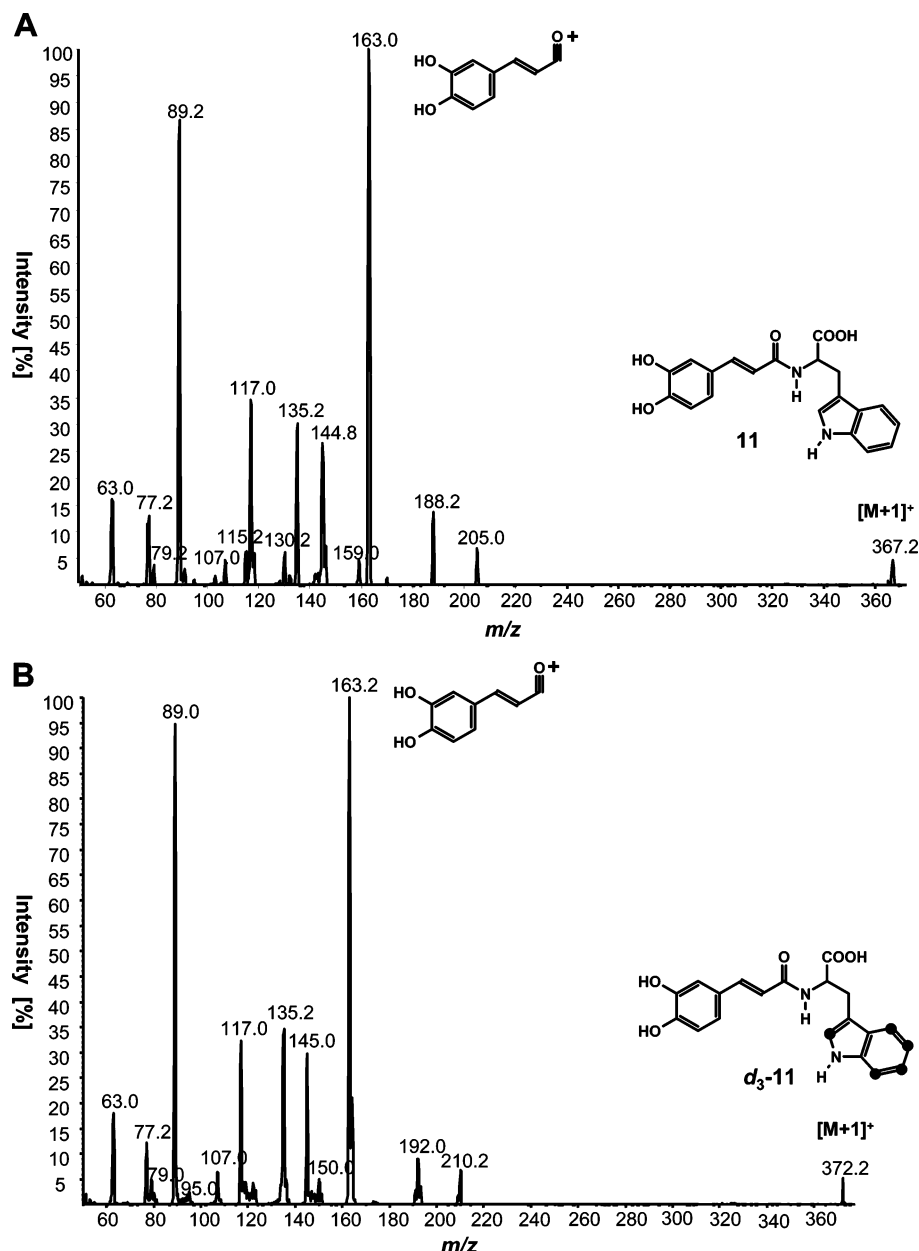 A
Intensity [%]
100
95
90
85
80
75
70
65
60
55
50
45
40
35
30
25
20
15
10
5
163.0
89.2
117.0
135.2
144.8
63.0
77.2
79.2
107.0
115.2
130.2
159.0
188.2
205.0
[M+1]+
367.2
HO
HO
O+
HO
HO
O
N
H
COOH
N
H
11
60 80 100 120 140 160 180 200 220 240 260 280 300 320 340 360
m/z
B
Intensity [%]
100
95
90
85
80
75
70
65
60
55
50
45
40
35
30
25
20
15
10
5
163.2
89.0
117.0
135.2
145.0
63.0
77.2
79.0
95.0
107.0
150.0
192.0
210.2
[M+1]+
372.2
HO
HO
O+
HO
HO
O
N
H
COOH
N
H
d3-11
60 80 100 120 140 160 180 200 220 240 260 280 300 320 340 360
m/z